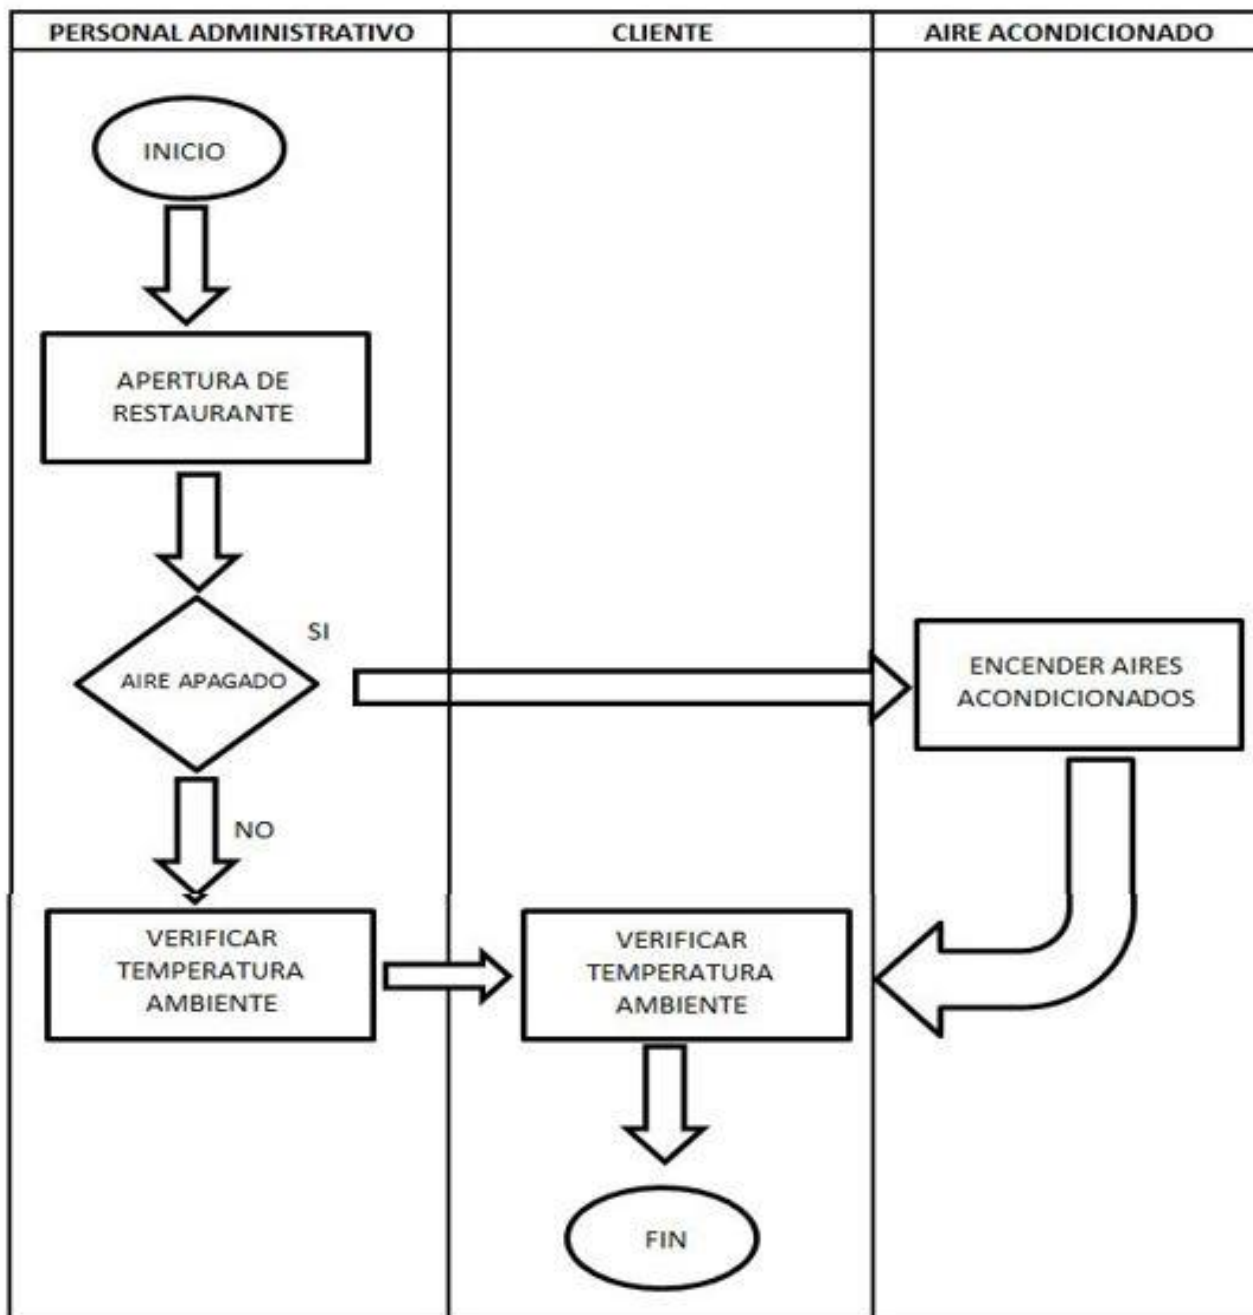 PERSONAL ADMINISTRATIVO
CLIENTE
AIRE ACONDICIONADO
INICIO
APERTURA DE
RESTAURANTE
SI
AIRE APAGADO
ENCENDER AIRES
ACONDICIONADOS
NO
VERIFICAR
TEMPERATURA
AMBIENTE
VERIFICAR
TEMPERATURA
AMBIENTE
FIN